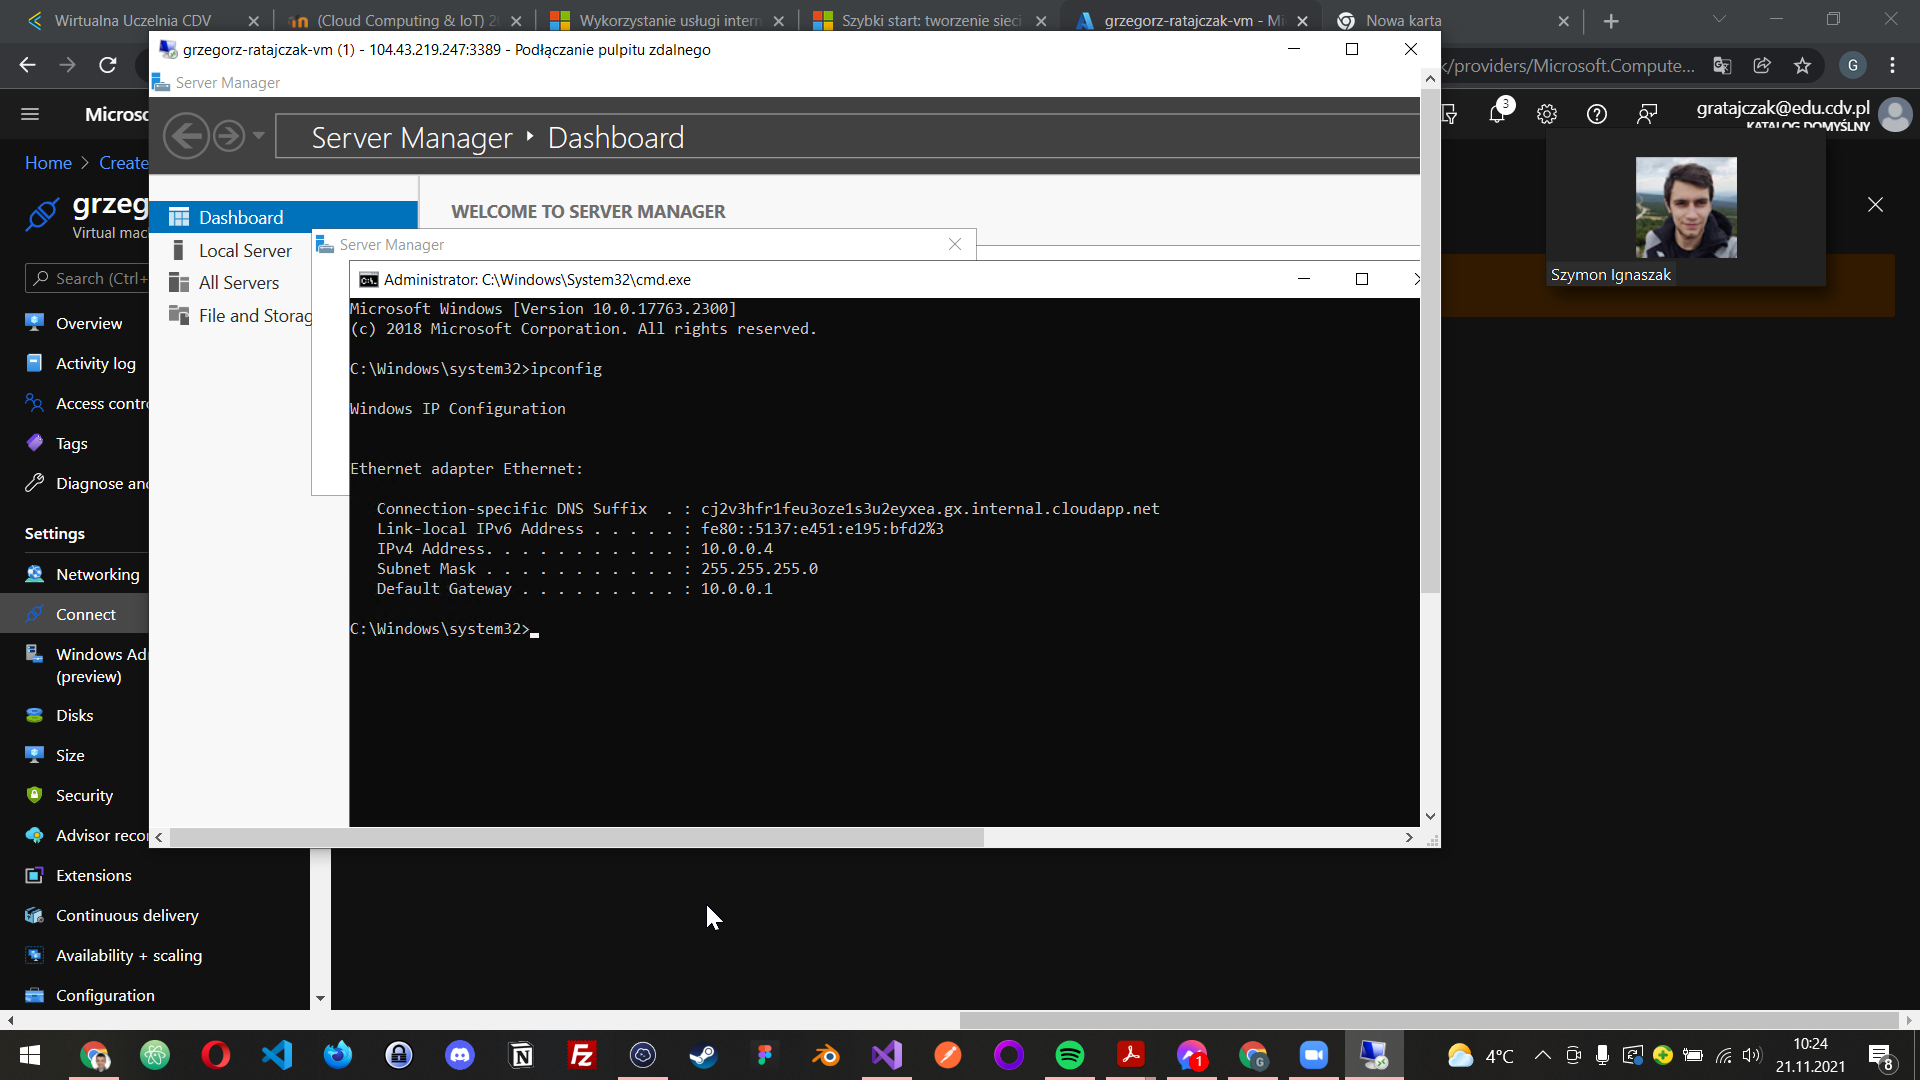 Wirtualna Uczelnia CDV
(Cloud Computing & IoT) 2
Wykorzystanie usługi intern
Szybki start: tworzenie sieci
grzegorz-ratajczak-vm - Mi
Nowa karta
grzegorz-ratajczak-vm (1) - 104.43.219.247:3389 - Podłączanie pulpitu zdalnego
k/providers/Microsoft.Compute...
G
Server Manager
Microso
3
gratajczak@edu.cdv.pl
KATALOG DOMYŚLNY
Server Manager
Dashboard
Home > Create
grzeg
Virtual mac
Search (Ctrl+
Overview
Activity log
Access contro
Tags
Diagnose and
Settings
Networking
Connect
Windows Ad
(preview)
Disks
Size
Security
Advisor reco
Extensions
Continuous delivery
Availability + scaling
Configuration
Dashboard
Local Server
All Servers
File and Storag
WELCOME TO SERVER MANAGER
Server Manager
Szymon Ignaszak
Administrator: C:\Windows\System32\cmd.exe
Microsoft Windows [Version 10.0.17763.2300]
(c) 2018 Microsoft Corporation. All rights reserved.
C:\Windows\system32>ipconfig
Windows IP Configuration
Ethernet adapter Ethernet:
Connection-specific DNS Suffix  . : cj2v3hfr1feu3oze1s3u2eyxea.gx.internal.cloudapp.net
Link-local IPv6 Address . . . . . : fe80::5137:e451:e195:bfd2%3
IPv4 Address. . . . . . . . . . . : 10.0.0.4
Subnet Mask . . . . . . . . . . . : 255.255.255.0
Default Gateway . . . . . . . . . : 10.0.0.1
C:\Windows\system32>
1
G
4°C
10:24
21.11.2021
8